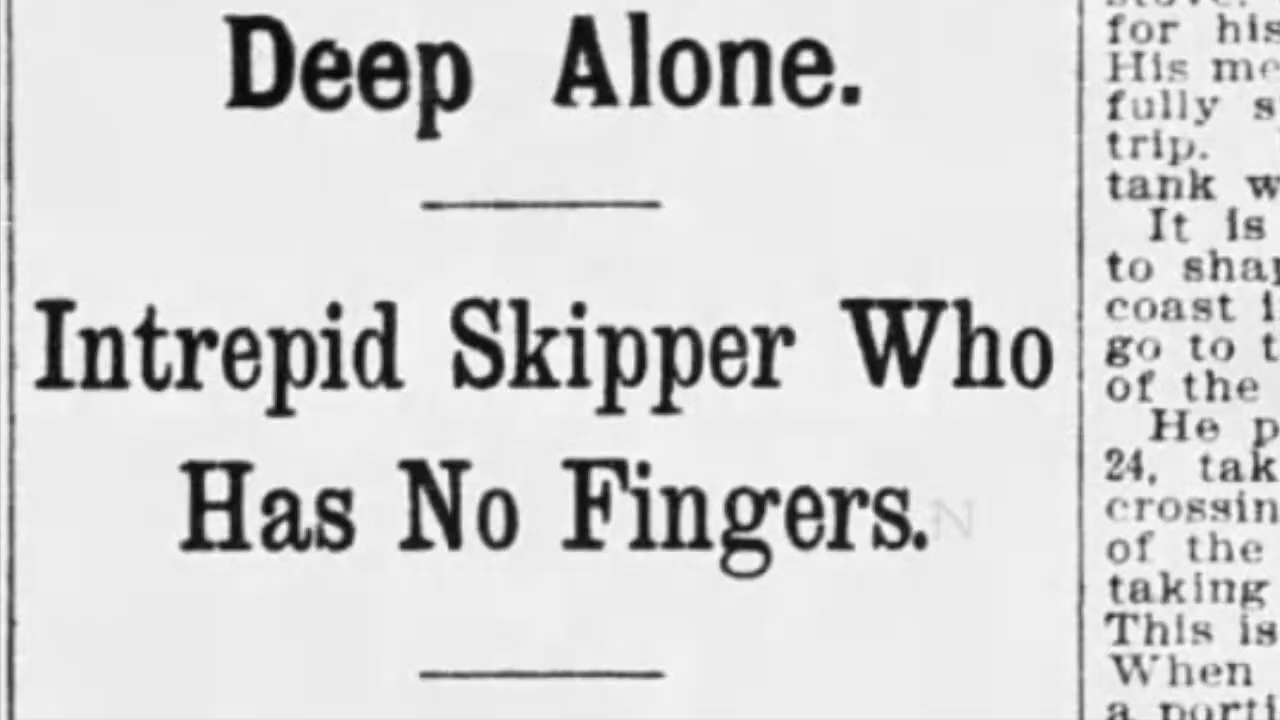 Deep Alone.
Intrepid Skipper Who
Has No Fingers.
for his
His me
fully s
trip.
tank w
It is
to shap
coast i
go to t
of the
He p
24, tak
crossin
of the
taking
This is
When
a porti